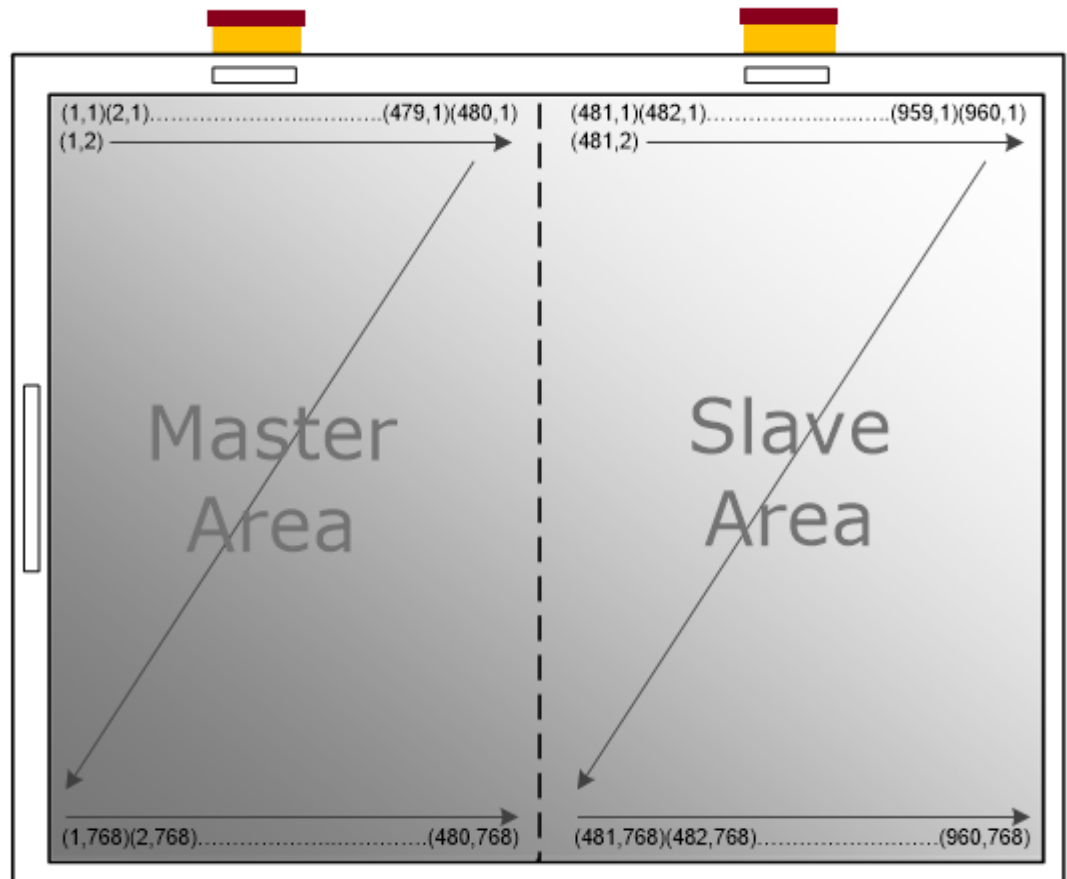 (1,1)(2,1)……………………………(479,1)(480,1)
(1,2)
Master
Area
(1,768)(2,768)……………………………(480,768)
(481,1)(482,1)……………………………(959,1)(960,1)
(481,2)
Slave
Area
(481,768)(482,768)……………………………(960,768)